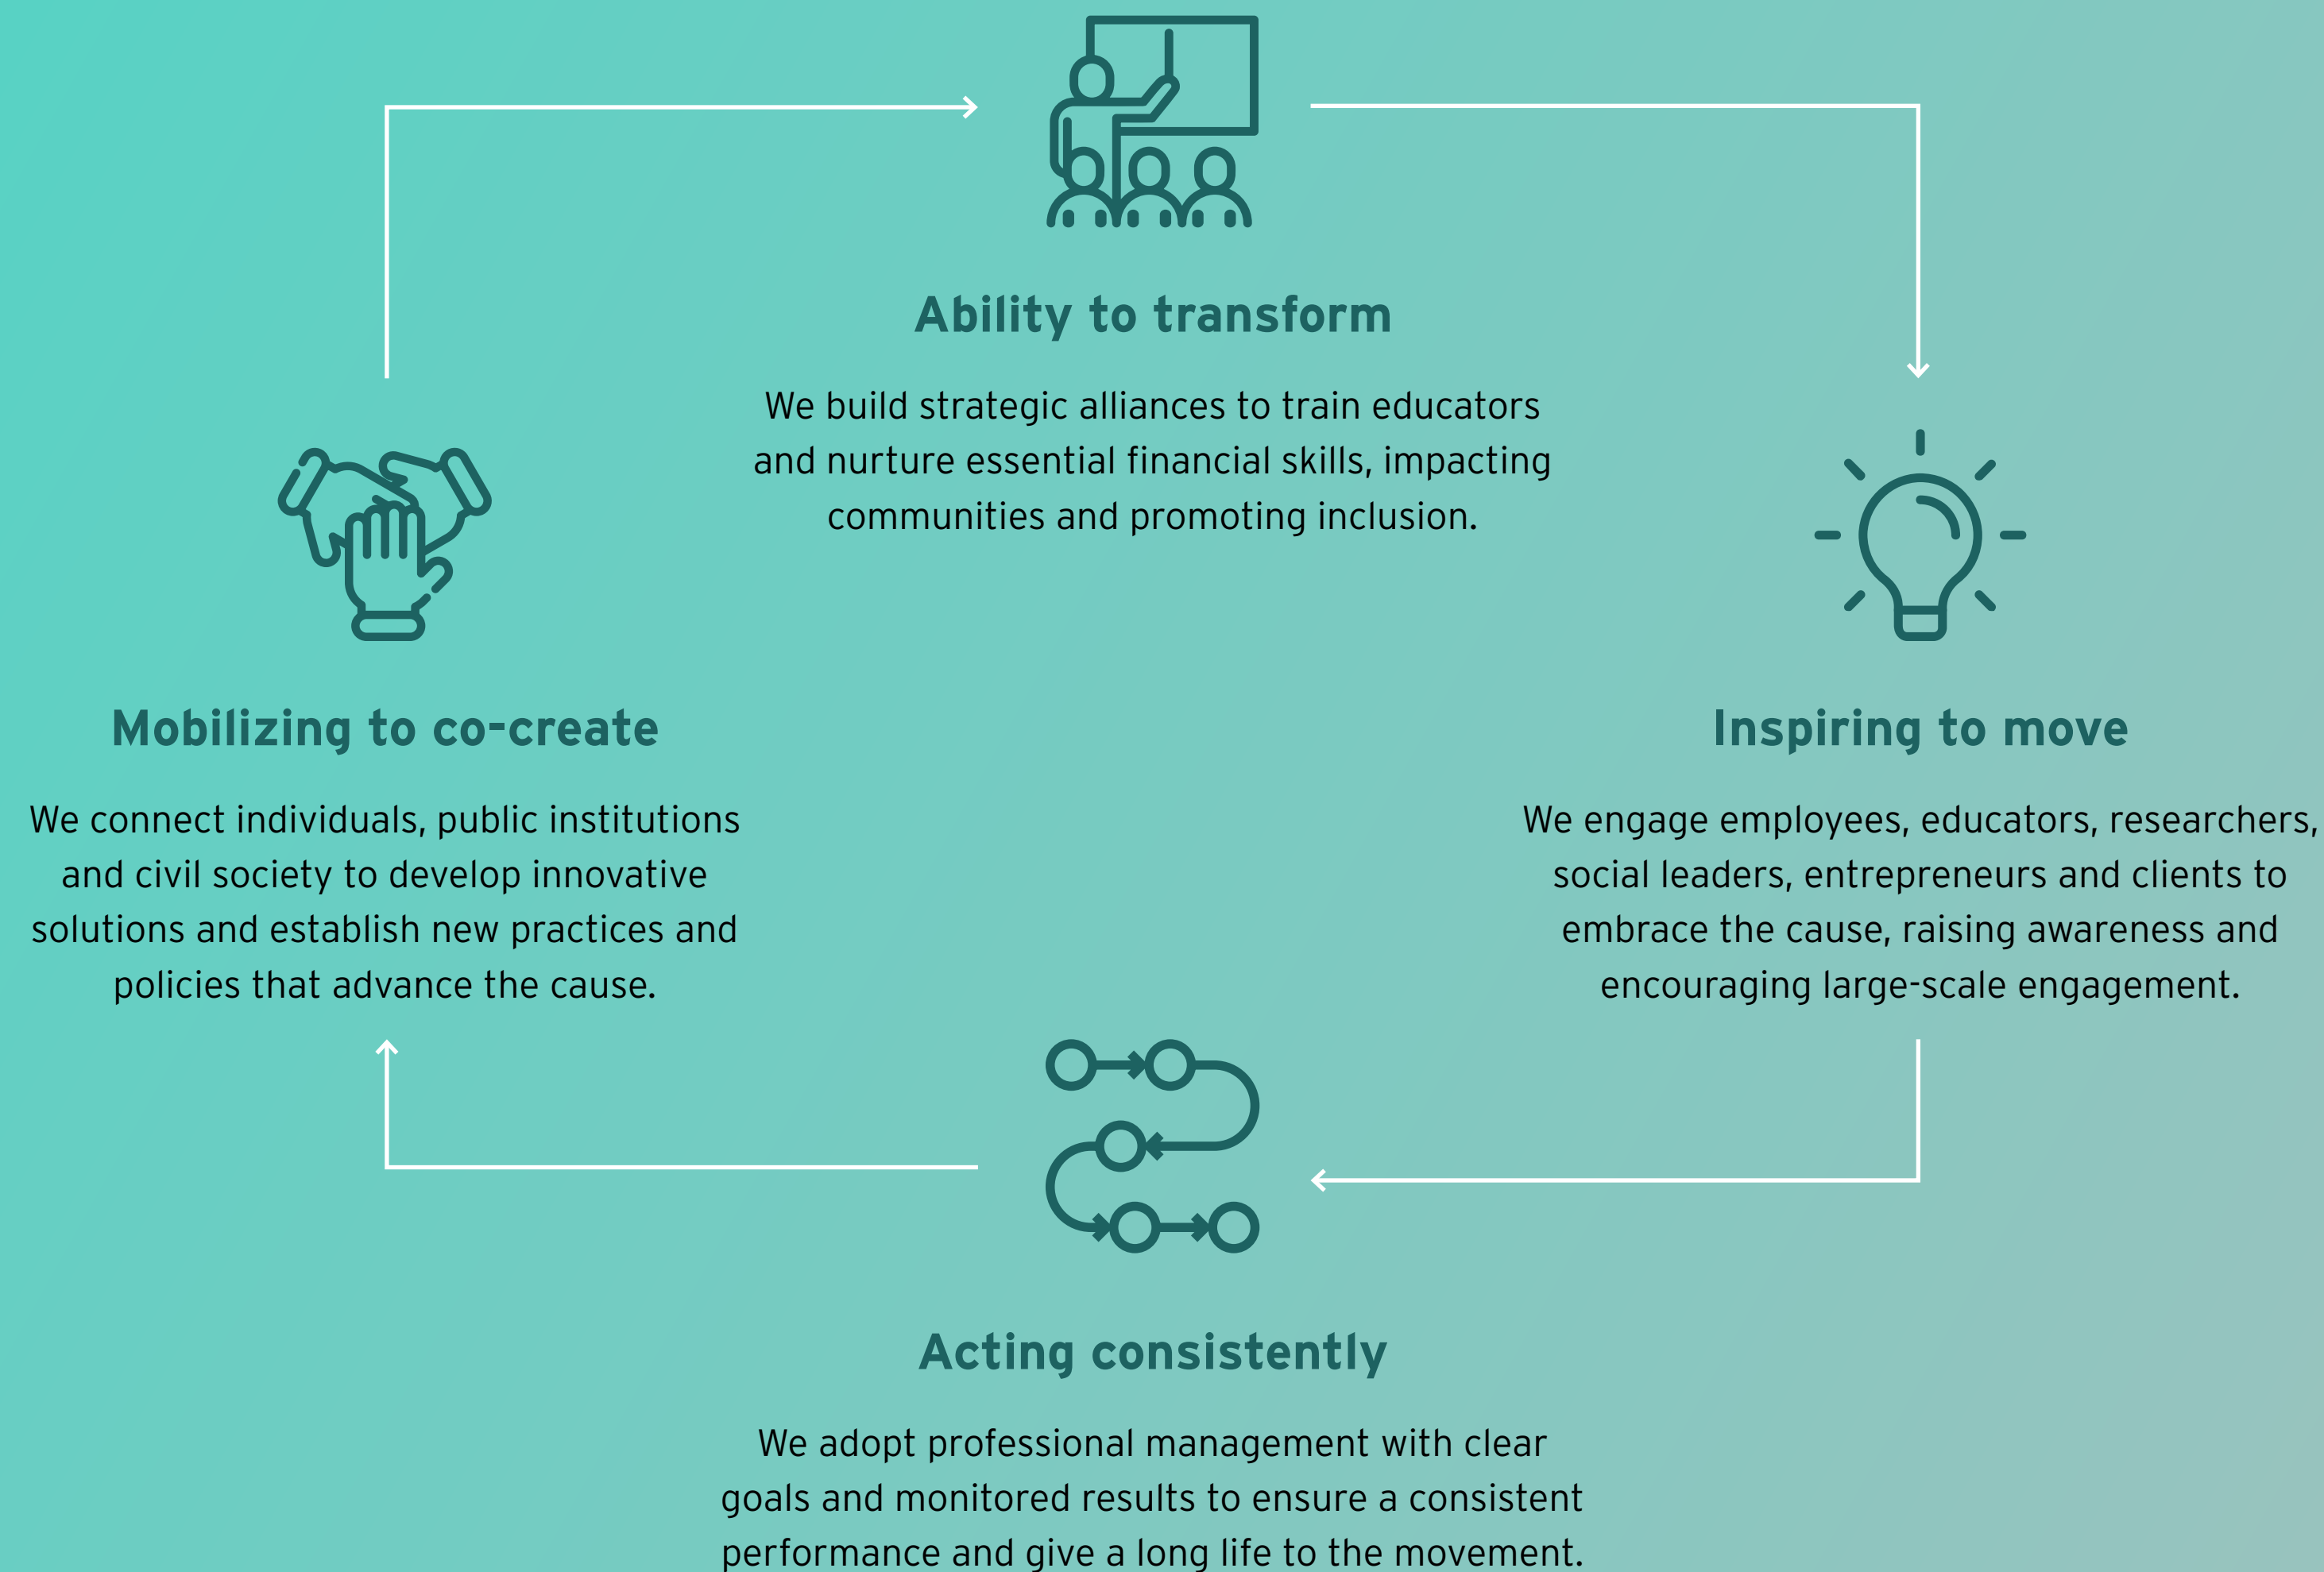 Ability to transform
We build strategic alliances to train educators
and nurture essential financial skills, impacting
communities and promoting inclusion.
Mobilizing to co-create
We connect individuals, public institutions
and civil society to develop innovative
solutions and establish new practices and
policies that advance the cause.
Inspiring to move
We engage employees, educators, researchers,
social leaders, entrepreneurs and clients to
embrace the cause, raising awareness and
encouraging large-scale engagement.
Acting consistently
We adopt professional management with clear
goals and monitored results to ensure a consistent
performance and give a long life to the movement.